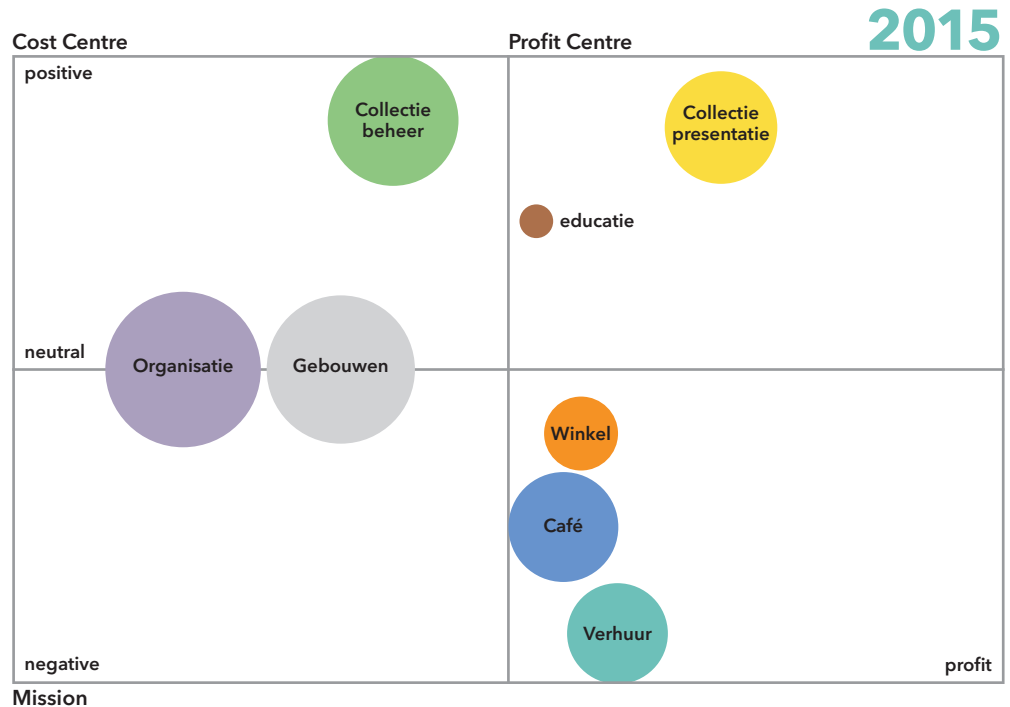 2015
Cost Centre
Profit Centre
positive
Collectie
beheer
Collectie
presentatie
educatie
neutral
Organisatie
Gebouwen
Winkel
Café
Verhuur
negative
profit
Mission